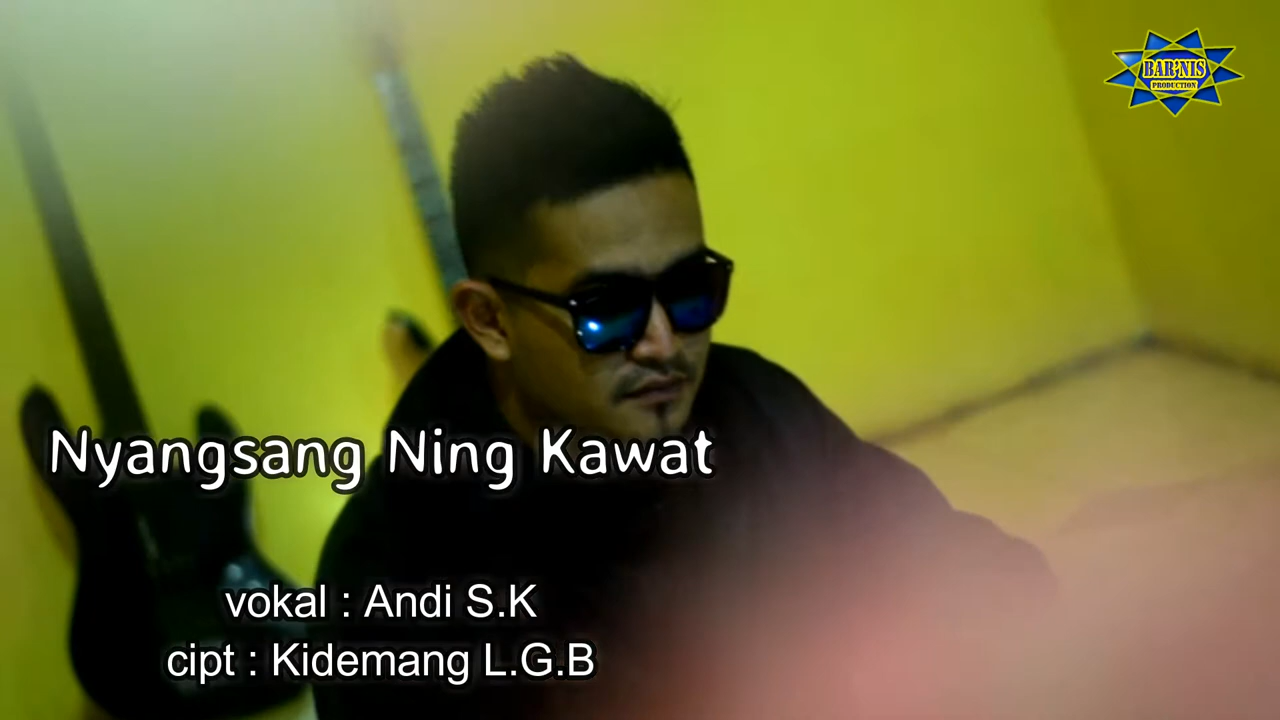 BAR'NIS
PRODUCTION
Nyangsang Ning Kawat
vokal : Andi S.K
cipt : Kidemang L.G.B